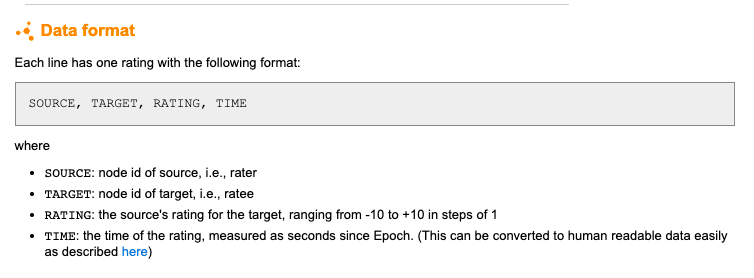 Data format
Each line has one rating with the following format:
SOURCE, TARGET, RATING, TIME
where
• SOURCE: node id of source, i.e., rater
• TARGET: node id of target, i.e., ratee
• RATING: the source's rating for the target, ranging from -10 to +10 in steps of 1
• TIME: the time of the rating, measured as seconds since Epoch. (This can be converted to human readable data easily
as described here)